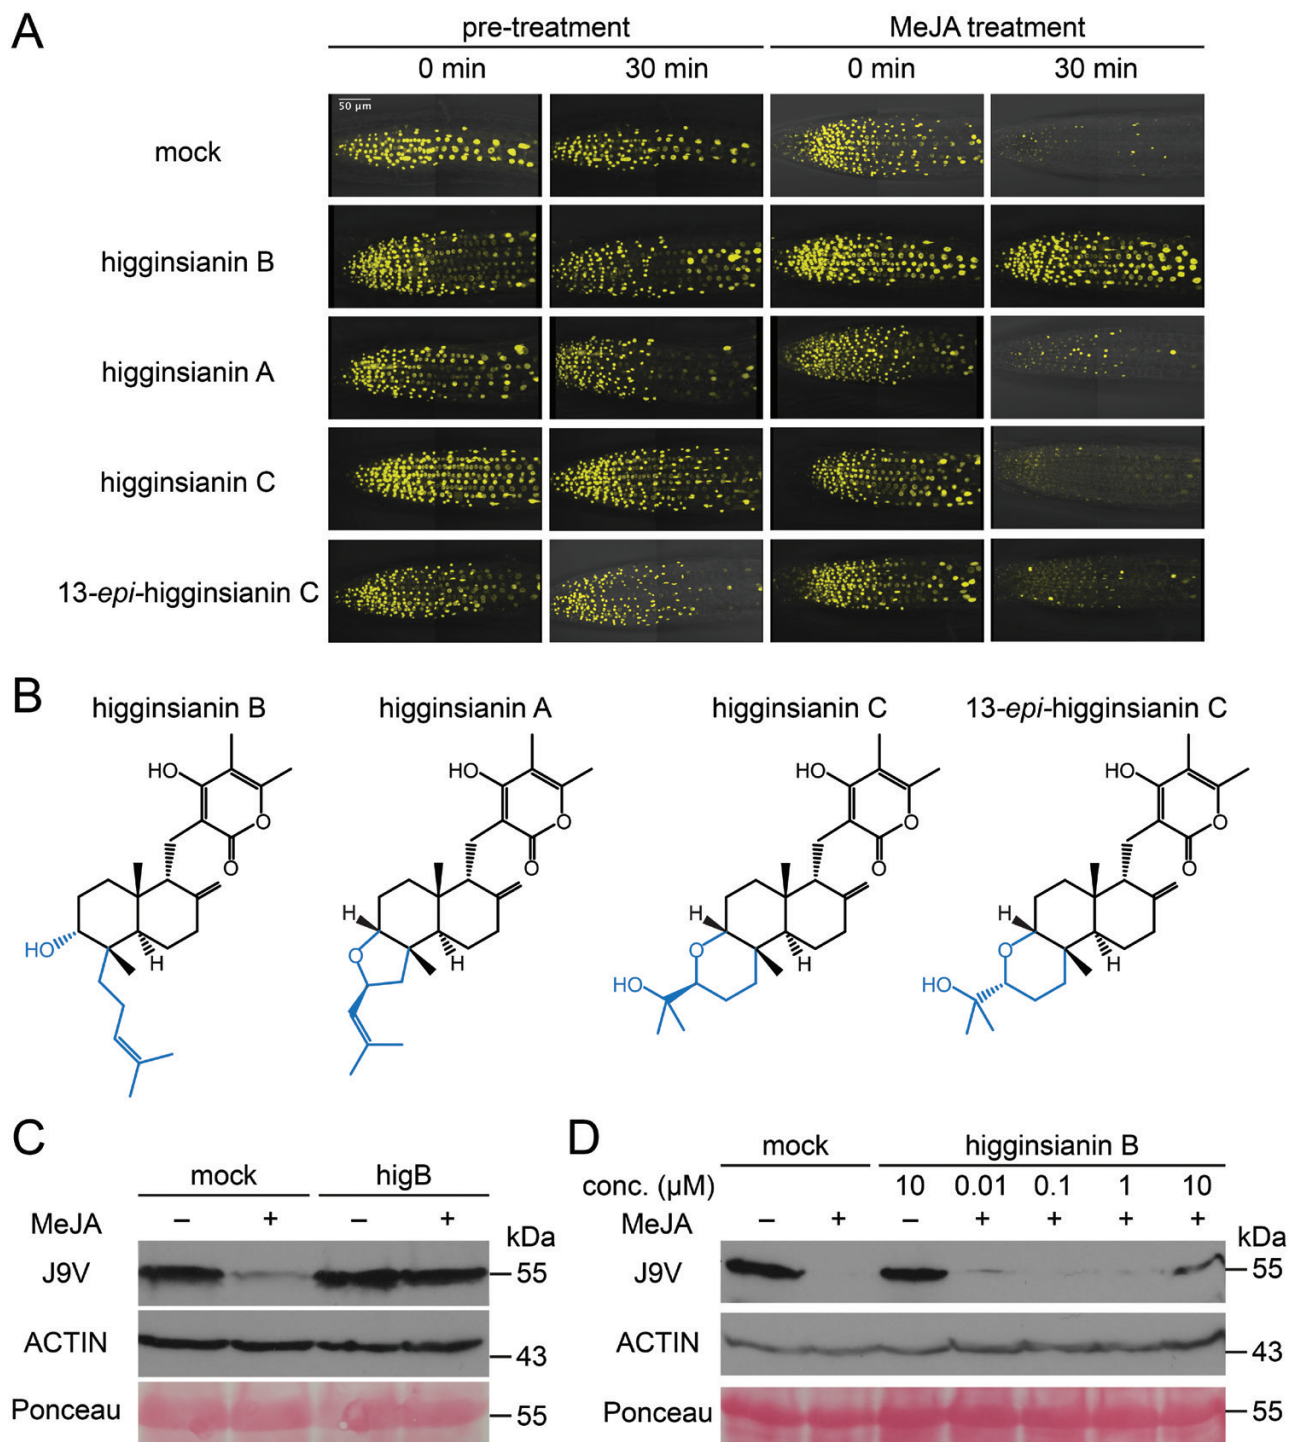 A
pre-treatment MeJA treatment
0 min 30 min 0 min 30 min
50 μm
mock
higginsianin B
higginsianin A
higginsianin C
13-epi-higginsianin C
B
higginsianin B higginsianin A higginsianin C 13-epi-higginsianin C
HO HO HO HO
O O O O
O O O O
H H H
HO O O O
H H H H
HO HO
C
mock higB
MeJA – + – + kDa
J9V 55
ACTIN 43
Ponceau 55
D
mock higginsianin B
conc. (μM) 10 0.01 0.1 1 10
MeJA – + – + + + + kDa
J9V 55
ACTIN 43
Ponceau 55